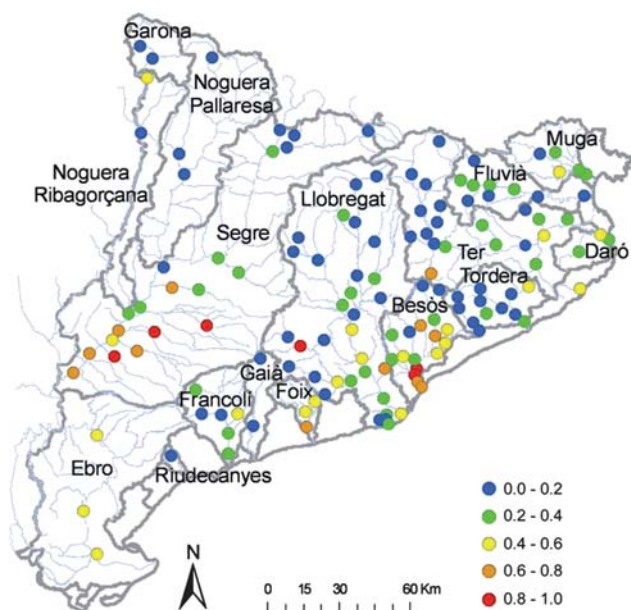 Garona
Noguera
Pallaresa
Muga
Fluvià
Noguera
Ribagorçana
Llobregat
Segre
Ter
Daró
Tordera
Besòs
Gaià
Foix
Francolí
Ebro
Riudecanyes
0.0 - 0.2
0.2 - 0.4
0.4 - 0.6
0.6 - 0.8
0.8 - 1.0
N
0 15 30 60 Km